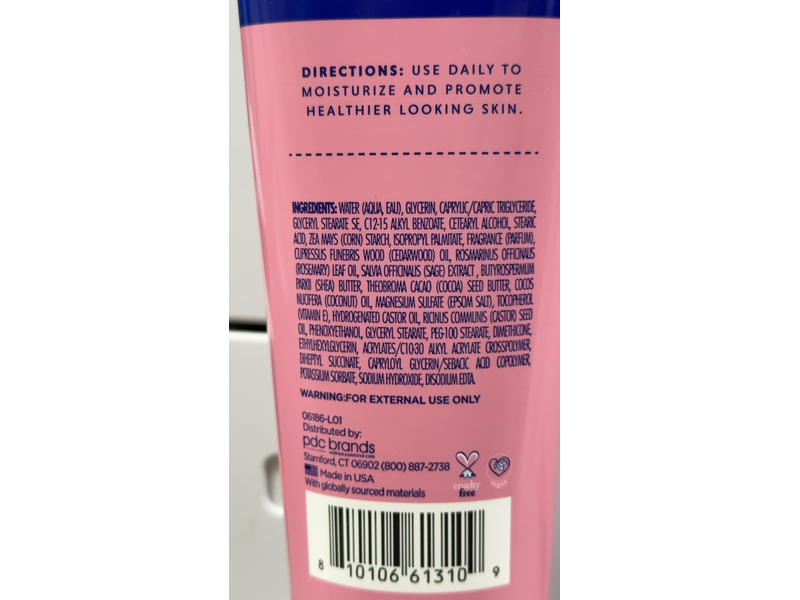 DIRECTIONS: USE DAILY TO
MOISTURIZE AND PROMOTE
HEALTHIER LOOKING SKIN.
INGREDIENTS: WATER (AQUA, EAU), GLYCERIN, CAPRYLIC/CAPRIC TRIGLYCERIDE,
GLYCERYL STEARATE SE, C12-15 ALKYL BENZOATE, CETEARYL ALCOHOL, STEARIC
ACID, ZEA MAYS (CORN) STARCH, ISOPROPYL PALMITATE, FRAGRANCE (PARFUM),
CUPRESSUS FUNEBRIS WOOD (CEDARWOOD) OIL, ROSMARINUS OFFICINALIS
(ROSEMARY) LEAF OIL, SALVIA OFFICINALIS (SAGE) EXTRACT , BUTYROSPERMUM
PARKII (SHEA) BUTTER, THEOBROMA CACAO (COCOA) SEED BUTTER, COCOS
NUCIFERA (COCONUT) OIL, MAGNESIUM SULFATE (EPSOM SALT), TOCOPHEROL
(VITAMIN E), HYDROGENATED CASTOR OIL, RICINUS COMMUNIS (CASTOR) SEED
OIL, PHENOXYETHANOL, GLYCERYL STEARATE, PEG-100 STEARATE, DIMETHICONE,
ETHYLHEXYLGLYCERIN, ACRYLATES/C10-30 ALKYL ACRYLATE CROSSPOLYMER,
DIHEPTYL SUCCINATE, CAPRYLOYL GLYCERIN/SEBACIC ACID COPOLYMER,
POTASSIUM SORBATE, SODIUM HYDROXIDE, DISODIUM EDTA.
WARNING:FOR EXTERNAL USE ONLY
06186-L01
Distributed by:
pdc brands
wellness & personal care
Stamford, CT 06902 (800) 887-2738
Made in USA
With globally sourced materials
cruelty
free
vegan
8 10106 61310 9